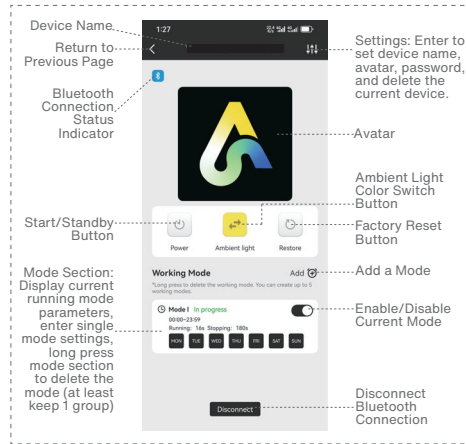 Device Name
Return to
Previous Page
Bluetooth
Connection
Status
Indicator
Start/Standby
Button
Mode Section:
Display current
running mode
parameters,
enter single
mode settings,
long press
mode section
to delete the
mode (at least
keep 1 group)
1:27
Power
Ambient light
Restore
Working Mode
Add
*Long press to delete the working mode. You can create up to 5
working modes.
Mode I In progress
00:00~23:59
Running: 16s Stopping: 180s
MON TUE WED THU FRI SAT SUN
Disconnect
Settings: Enter to
set device name,
avatar, password,
and delete the
current device.
Avatar
Ambient Light
Color Switch
Button
Factory Reset
Button
Add a Mode
Enable/Disable
Current Mode
Disconnect
Bluetooth
Connection